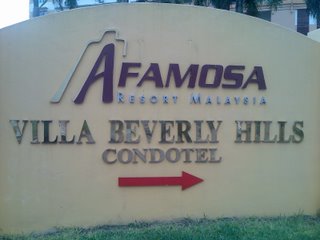 AFAMOSA
RESORT MALAYSIA
VILLA BEVERLY HILLS
CONDOTEL